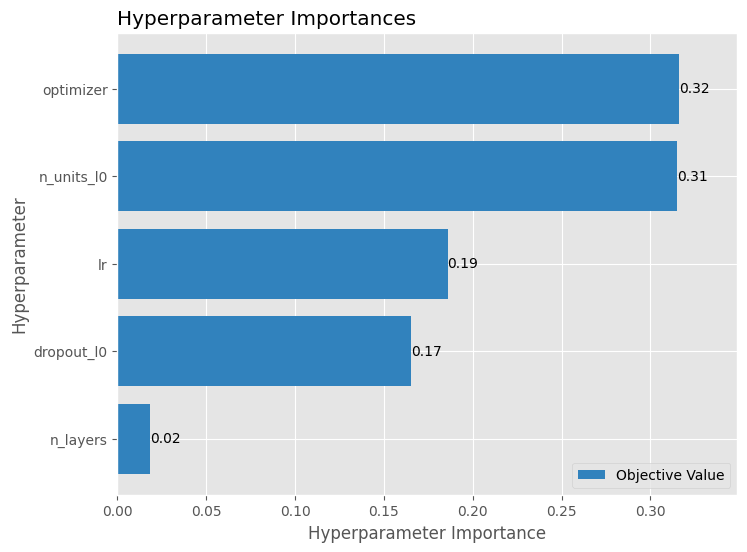 Hyperparameter Importances
Hyperparameter
optimizer
0.32
n_units_l0
0.31
lr
0.19
dropout_l0
0.17
n_layers
0.02
Objective Value
0.00 0.05 0.10 0.15 0.20 0.25 0.30
Hyperparameter Importance